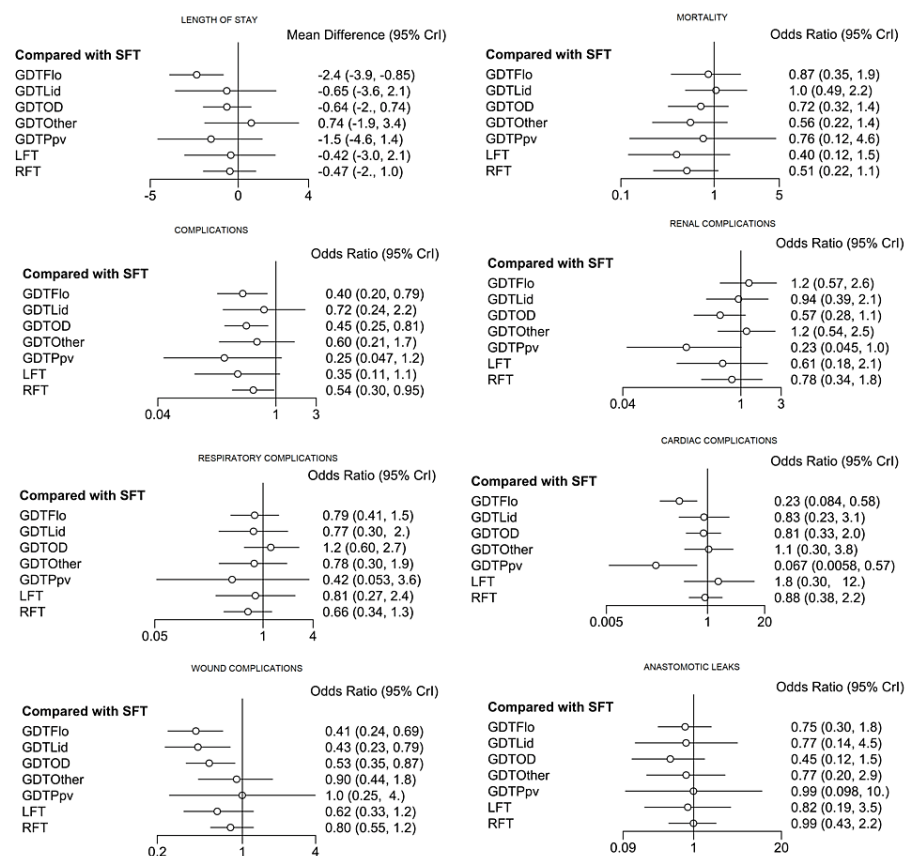 LENGTH OF STAY
Mean Difference (95% CrI)
Compared with SFT
GDTFlo -2.4 (-3.9, -0.85)
GDTLid -0.65 (-3.6, 2.1)
GDTOD -0.64 (-2., 0.74)
GDTOther 0.74 (-1.9, 3.4)
GDTPpv -1.5 (-4.6, 1.4)
LFT -0.42 (-3.0, 2.1)
RFT -0.47 (-2., 1.0)
-5 0 4
MORTALITY
Odds Ratio (95% CrI)
Compared with SFT
GDTFlo 0.87 (0.35, 1.9)
GDTLid 1.0 (0.49, 2.2)
GDTOD 0.72 (0.32, 1.4)
GDTOther 0.56 (0.22, 1.4)
GDTPpv 0.76 (0.12, 4.6)
LFT 0.40 (0.12, 1.5)
RFT 0.51 (0.22, 1.1)
0.1 1 5
COMPLICATIONS
Odds Ratio (95% CrI)
Compared with SFT
GDTFlo 0.40 (0.20, 0.79)
GDTLid 0.72 (0.24, 2.2)
GDTOD 0.45 (0.25, 0.81)
GDTOther 0.60 (0.21, 1.7)
GDTPpv 0.25 (0.047, 1.2)
LFT 0.35 (0.11, 1.1)
RFT 0.54 (0.30, 0.95)
0.04 1 3
RENAL COMPLICATIONS
Odds Ratio (95% CrI)
Compared with SFT
GDTFlo 1.2 (0.57, 2.6)
GDTLid 0.94 (0.39, 2.1)
GDTOD 0.57 (0.28, 1.1)
GDTOther 1.2 (0.54, 2.5)
GDTPpv 0.23 (0.045, 1.0)
LFT 0.61 (0.18, 2.1)
RFT 0.78 (0.34, 1.8)
0.04 1 3
RESPIRATORY COMPLICATIONS
Odds Ratio (95% CrI)
Compared with SFT
GDTFlo 0.79 (0.41, 1.5)
GDTLid 0.77 (0.30, 2.)
GDTOD 1.2 (0.60, 2.7)
GDTOther 0.78 (0.30, 1.9)
GDTPpv 0.42 (0.053, 3.6)
LFT 0.81 (0.27, 2.4)
RFT 0.66 (0.34, 1.3)
0.05 1 4
CARDIAC COMPLICATIONS
Odds Ratio (95% CrI)
Compared with SFT
GDTFlo 0.23 (0.084, 0.58)
GDTLid 0.83 (0.23, 3.1)
GDTOD 0.81 (0.33, 2.0)
GDTOther 1.1 (0.30, 3.8)
GDTPpv 0.067 (0.0058, 0.57)
LFT 1.8 (0.30, 12.)
RFT 0.88 (0.38, 2.2)
0.005 1 20
WOUND COMPLICATIONS
Odds Ratio (95% CrI)
Compared with SFT
GDTFlo 0.41 (0.24, 0.69)
GDTLid 0.43 (0.23, 0.79)
GDTOD 0.53 (0.35, 0.87)
GDTOther 0.90 (0.44, 1.8)
GDTPpv 1.0 (0.25, 4.)
LFT 0.62 (0.33, 1.2)
RFT 0.80 (0.55, 1.2)
0.2 1 4
ANASTOMOTIC LEAKS
Odds Ratio (95% CrI)
Compared with SFT
GDTFlo 0.75 (0.30, 1.8)
GDTLid 0.77 (0.14, 4.5)
GDTOD 0.45 (0.12, 1.5)
GDTOther 0.77 (0.20, 2.9)
GDTPpv 0.99 (0.098, 10.)
LFT 0.82 (0.19, 3.5)
RFT 0.99 (0.43, 2.2)
0.09 1 20